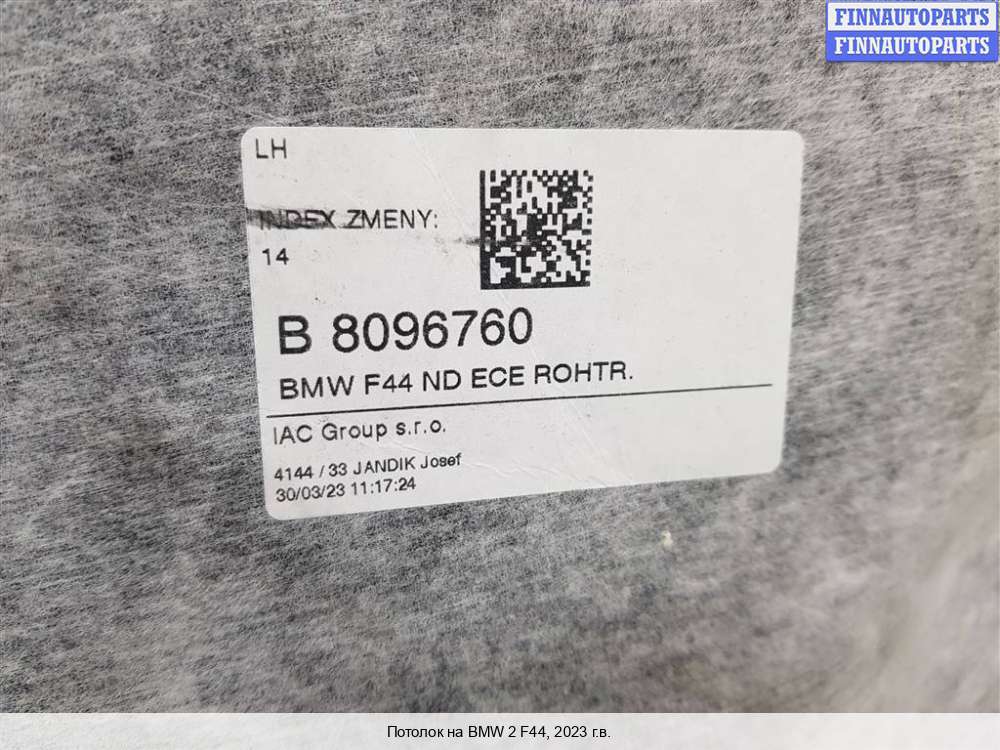 FINNAUTOPARTS
FINNAUTOPARTS
LH
INDEX ZMENY:
14
B 8096760
BMW F44 ND ECE ROHTR.
IAC Group s.r.o.
4144 / 33 JANDIK Josef
30/03/23 11:17:24
Потолок на BMW 2 F44, 2023 г.в.